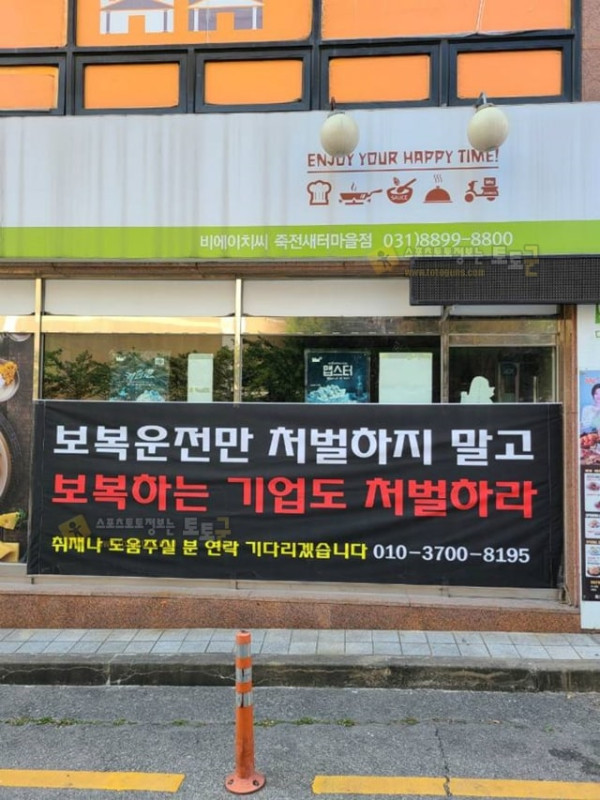 ENJOY YOUR HAPPY TIME!
SAUCE
비에이치씨 죽전새터마을점 031)8899-8800
스포츠토토정보는 토토군
www.totoguns.com
맵스터
보복운전만 처벌하지 말고
보복하는 기업도 처벌하라
스포츠토토정보는 토토군
취재나 도움주실 분 연락 기다리겠습니다 010-3700-8195